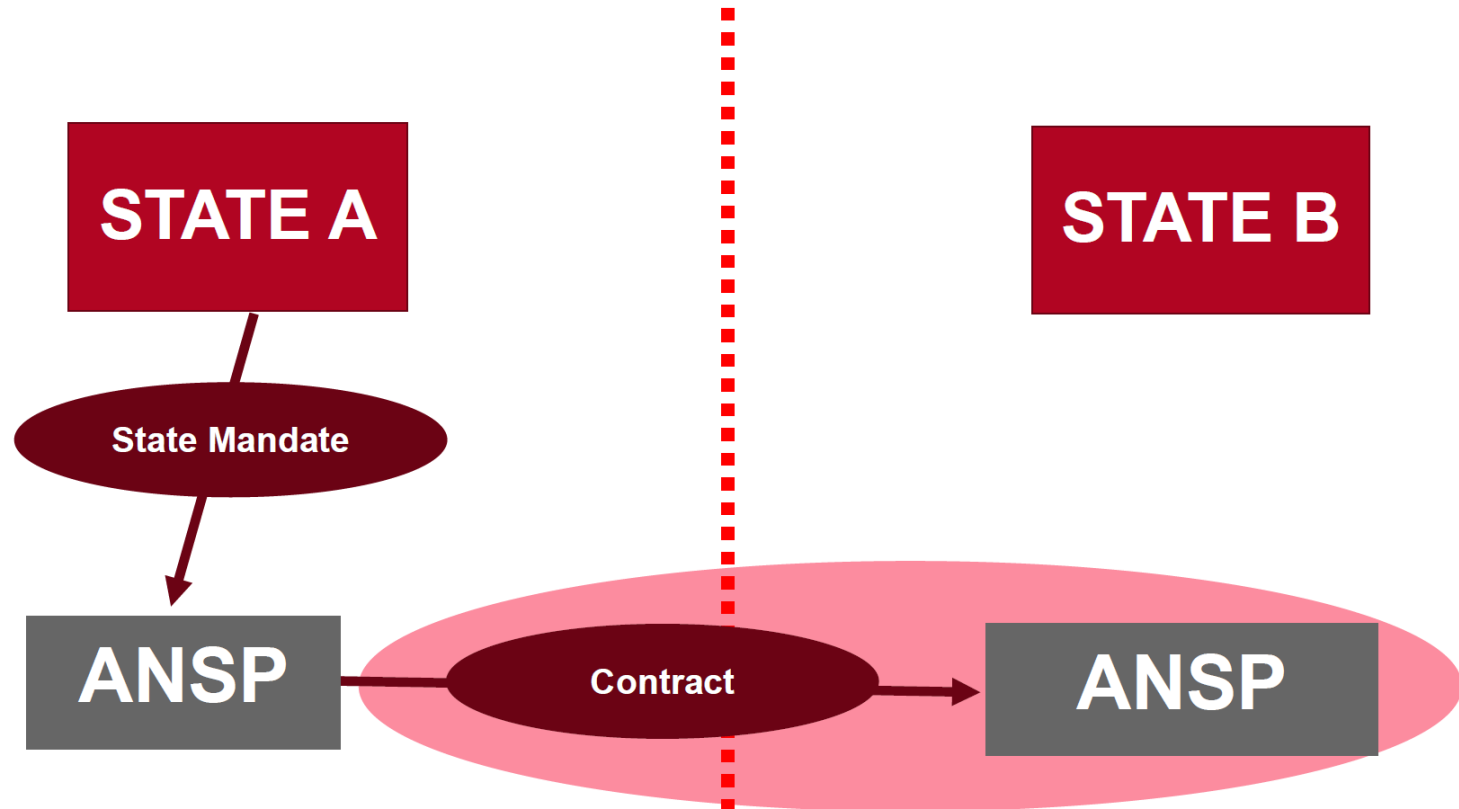 STATE A
STATE B
State Mandate
ANSP
Contract
ANSP